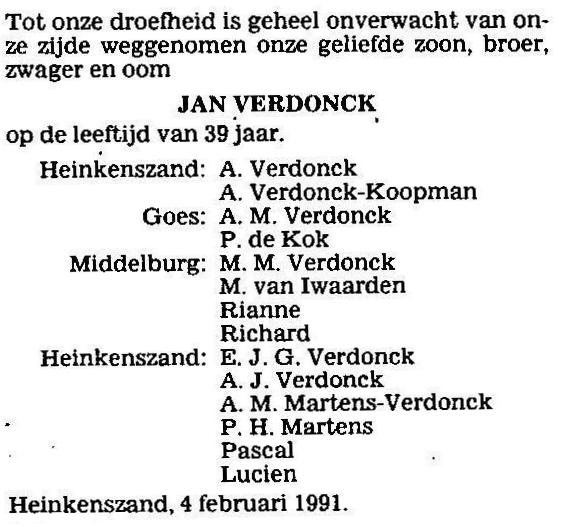 Tot onze droefheid is geheel onverwacht van on-
ze zijde weggenomen onze geliefde zoon, broer,
zwager en oom
JAN VERDONCK
op de leeftijd van 39 jaar.
Heinkenszand: A. Verdonck
A. Verdonck-Koopman
Goes: A. M. Verdonck
P. de Kok
Middelburg: M. M. Verdonck
M. van Iwaarden
Rianne
Richard
Heinkenszand: E. J. G. Verdonck
A. J. Verdonck
A. M. Martens-Verdonck
P. H. Martens
Pascal
Lucien
Heinkenszand, 4 februari 1991.